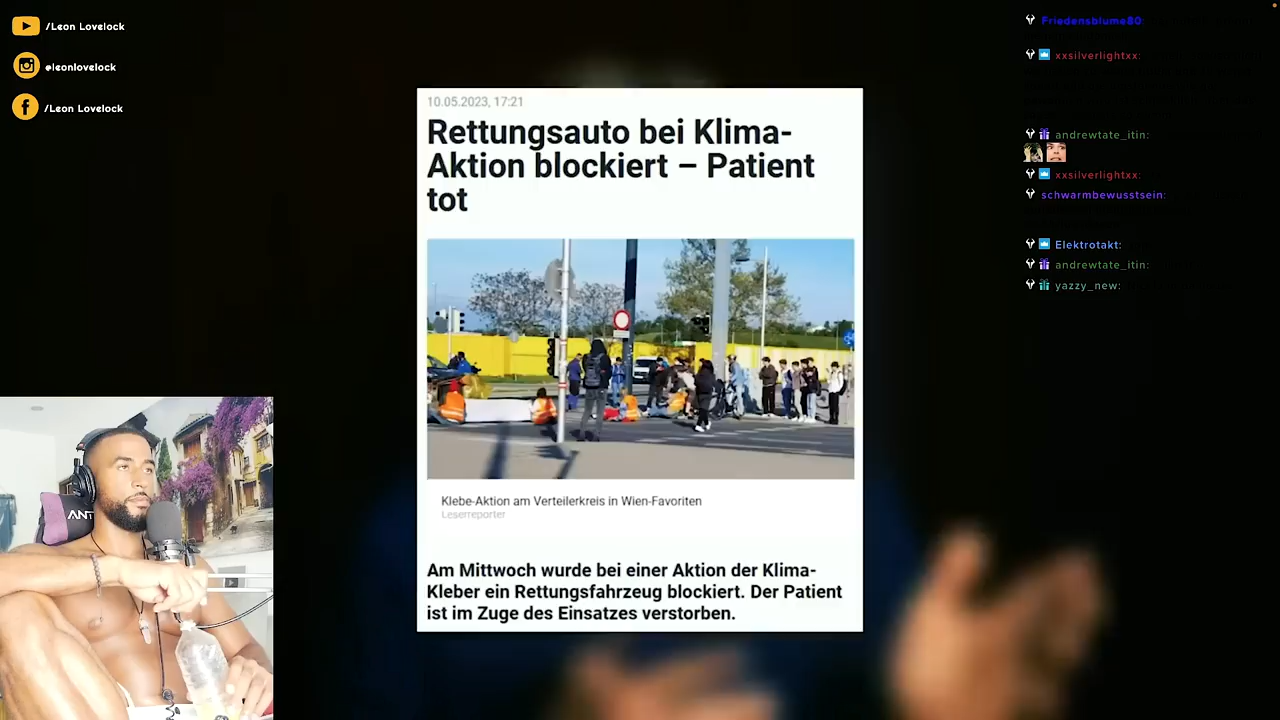 /Leon Lovelock
@leonlovelock
/Leon Lovelock
10.05.2023, 17:21
Rettungsauto bei Klima-
Aktion blockiert – Patient
tot
Klebe-Aktion am Verteilerkreis in Wien-Favoriten
Leserreporter
Am Mittwoch wurde bei einer Aktion der Klima-
Kleber ein Rettungsfahrzeug blockiert. Der Patient
ist im Zuge des Einsatzes verstorben.
ANT
Friedensblume80:
xxsilverlightxx:
andrewtate_itin:
xxsilverlightxx:
schwarmbewusstsein:
Elektrotakt:
andrewtate_itin:
yazzy_new: